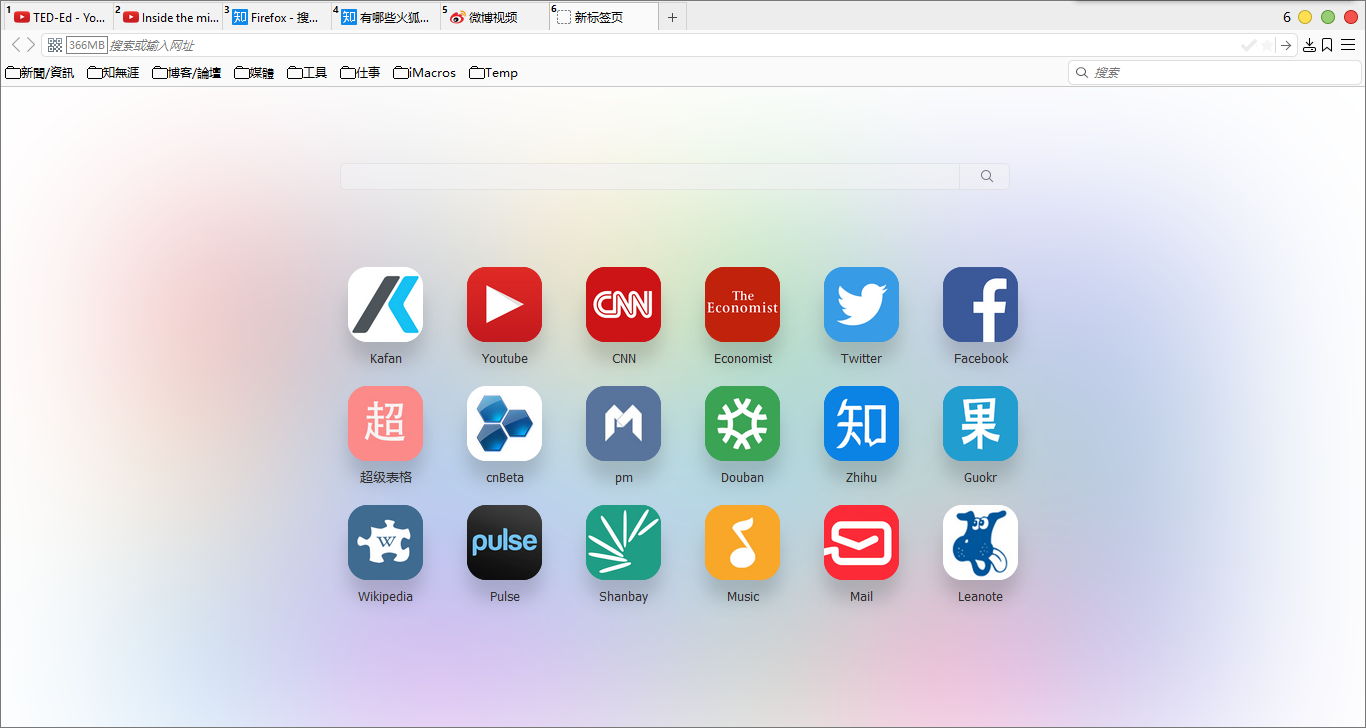 1 TED-Ed - Yo... 2 Inside the mi... 3 知 Firefox - 搜... 4 知 有哪些火狐... 5 微博视频 6 新标签页 + 6
366MB 搜索或输入网址
新聞/資訊 知無涯 博客/論壇 媒體 工具 仕事 iMacros Temp 搜索
CNN The
Economist
Kafan Youtube CNN Economist Twitter Facebook
超 知 果
超级表格 cnBeta pm Douban Zhihu Guokr
W pulse
Wikipedia Pulse Shanbay Music Mail Leanote